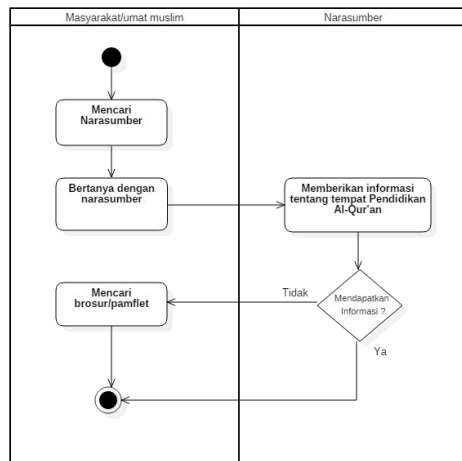 Masyarakat/umat muslim
Narasumber
Mencari
Narasumber
Bertanya dengan
narasumber
Memberikan informasi
tentang tempat Pendidikan
Al-Qur'an
Mencari
brosur/pamflet
Tidak
Mendapatkan
Informasi ?
Ya